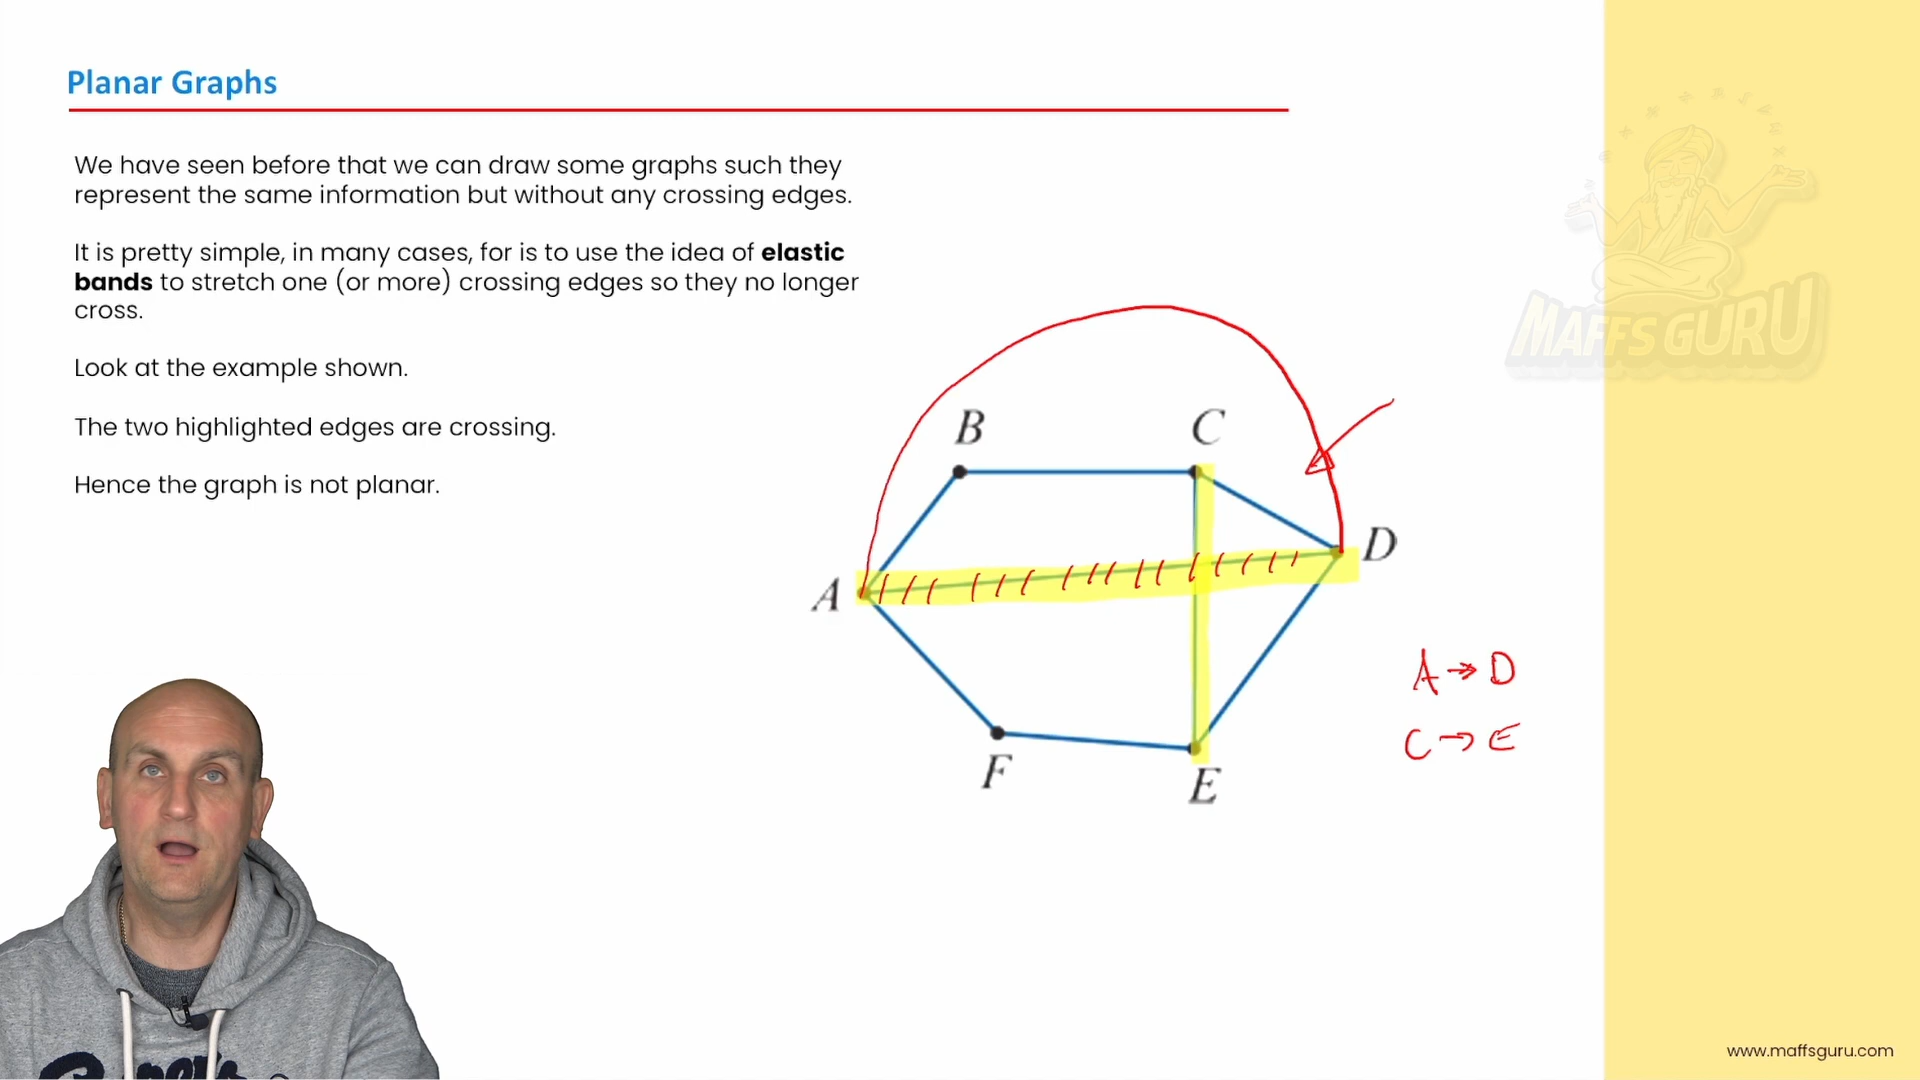 Planar Graphs
We have seen before that we can draw some graphs such they
represent the same information but without any crossing edges.
It is pretty simple, in many cases, for is to use the idea of elastic
bands to stretch one (or more) crossing edges so they no longer
cross.
Look at the example shown.
The two highlighted edges are crossing.
Hence the graph is not planar.
MAFFS GURU
B
C
D
A
F
E
A → D
C → E
www.maffsguru.com